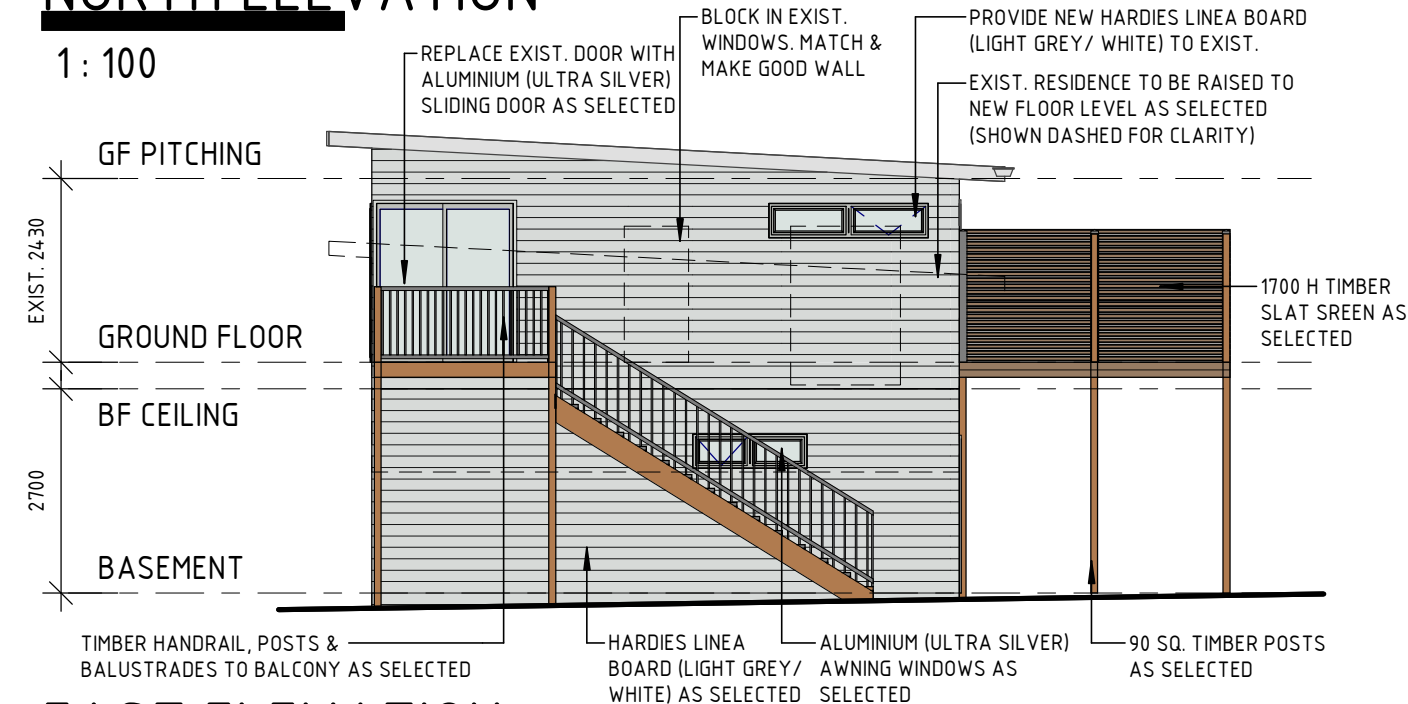 NORTH ELEVATION
1 : 100
REPLACE EXIST. DOOR WITH
ALUMINIUM (ULTRA SILVER)
SLIDING DOOR AS SELECTED
BLOCK IN EXIST.
WINDOWS. MATCH &
MAKE GOOD WALL
PROVIDE NEW HARDIES LINEA BOARD
(LIGHT GREY/ WHITE) TO EXIST.
EXIST. RESIDENCE TO BE RAISED TO
NEW FLOOR LEVEL AS SELECTED
(SHOWN DASHED FOR CLARITY)
GF PITCHING
EXIST. 2430
GROUND FLOOR
1700 H TIMBER
SLAT SREEN AS
SELECTED
BF CEILING
2700
BASEMENT
TIMBER HANDRAIL, POSTS &
BALUSTRADES TO BALCONY AS SELECTED
HARDIES LINEA
BOARD (LIGHT GREY/
WHITE) AS SELECTED
ALUMINIUM (ULTRA SILVER)
AWNING WINDOWS AS
SELECTED
90 SQ. TIMBER POSTS
AS SELECTED
EAST ELEVATION